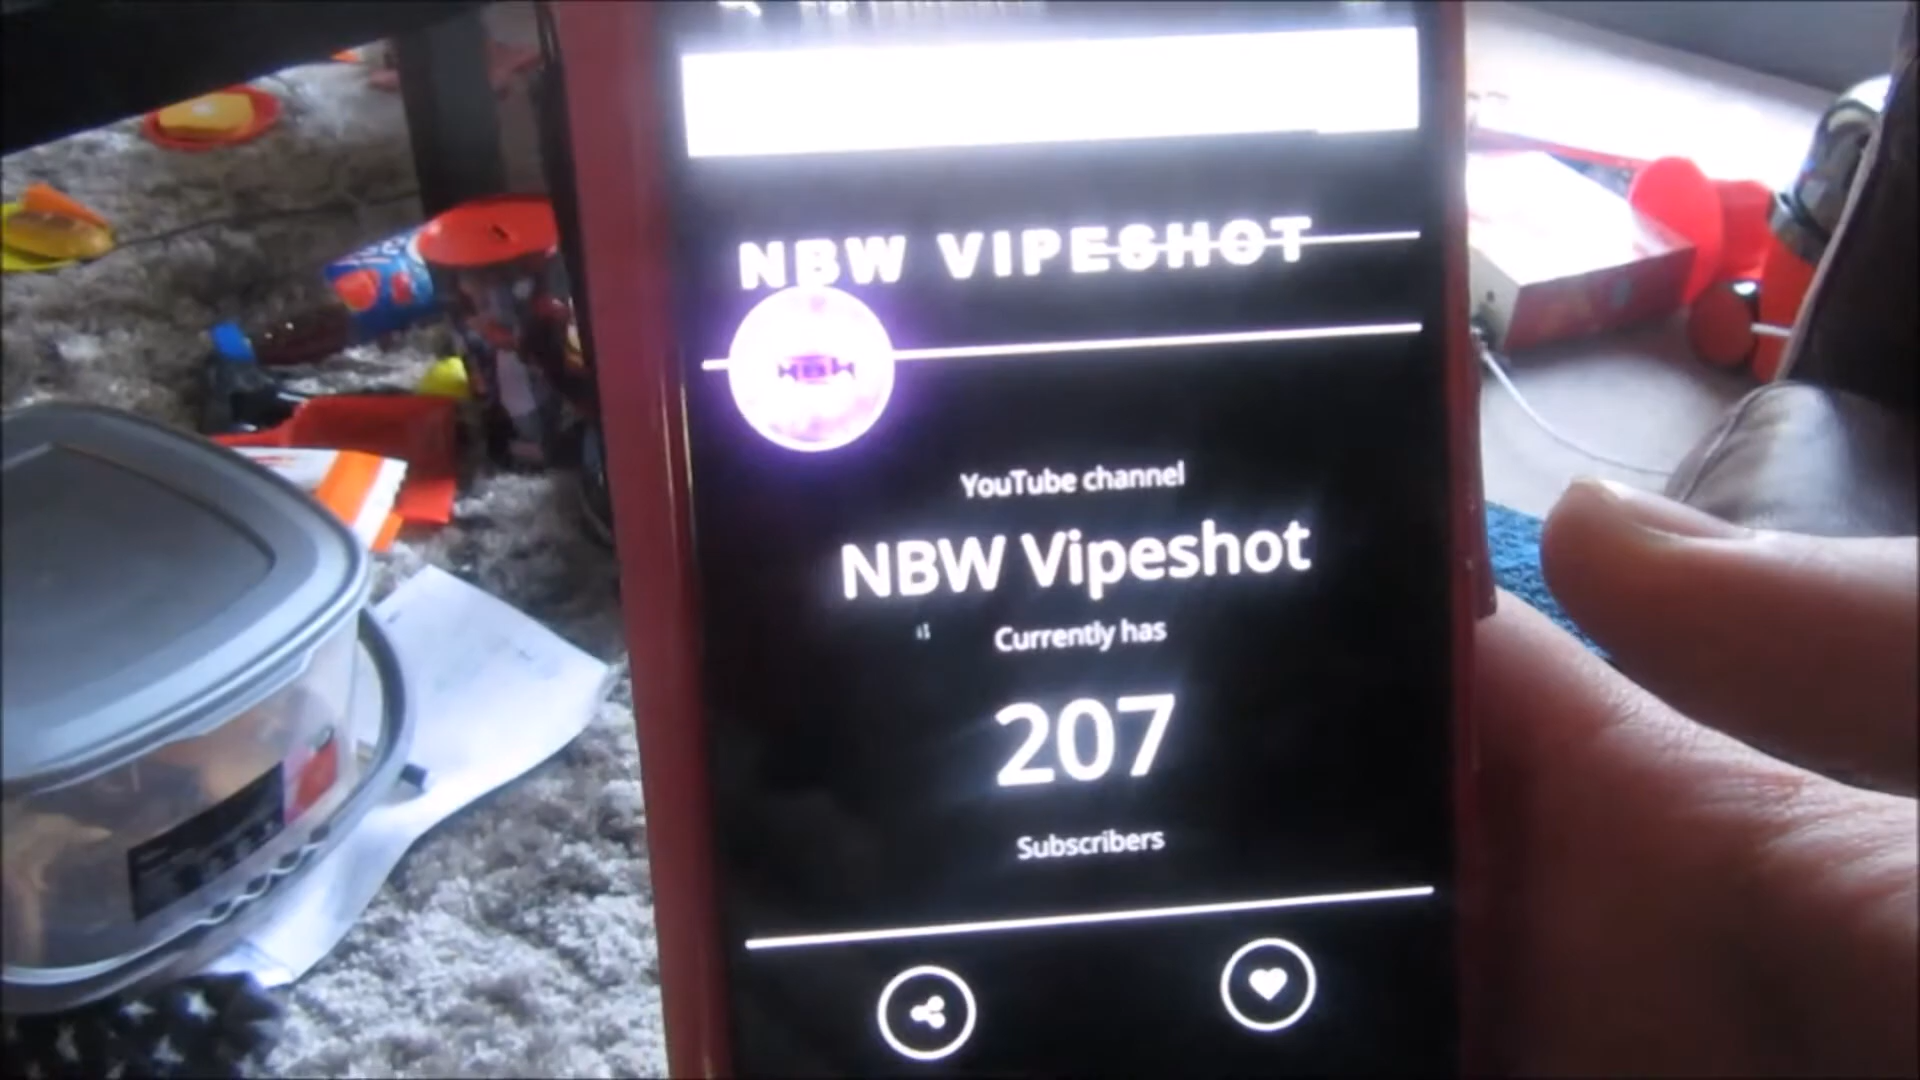 NBW VIPESHOT
YouTube channel
NBW Vipeshot
Currently has
207
Subscribers